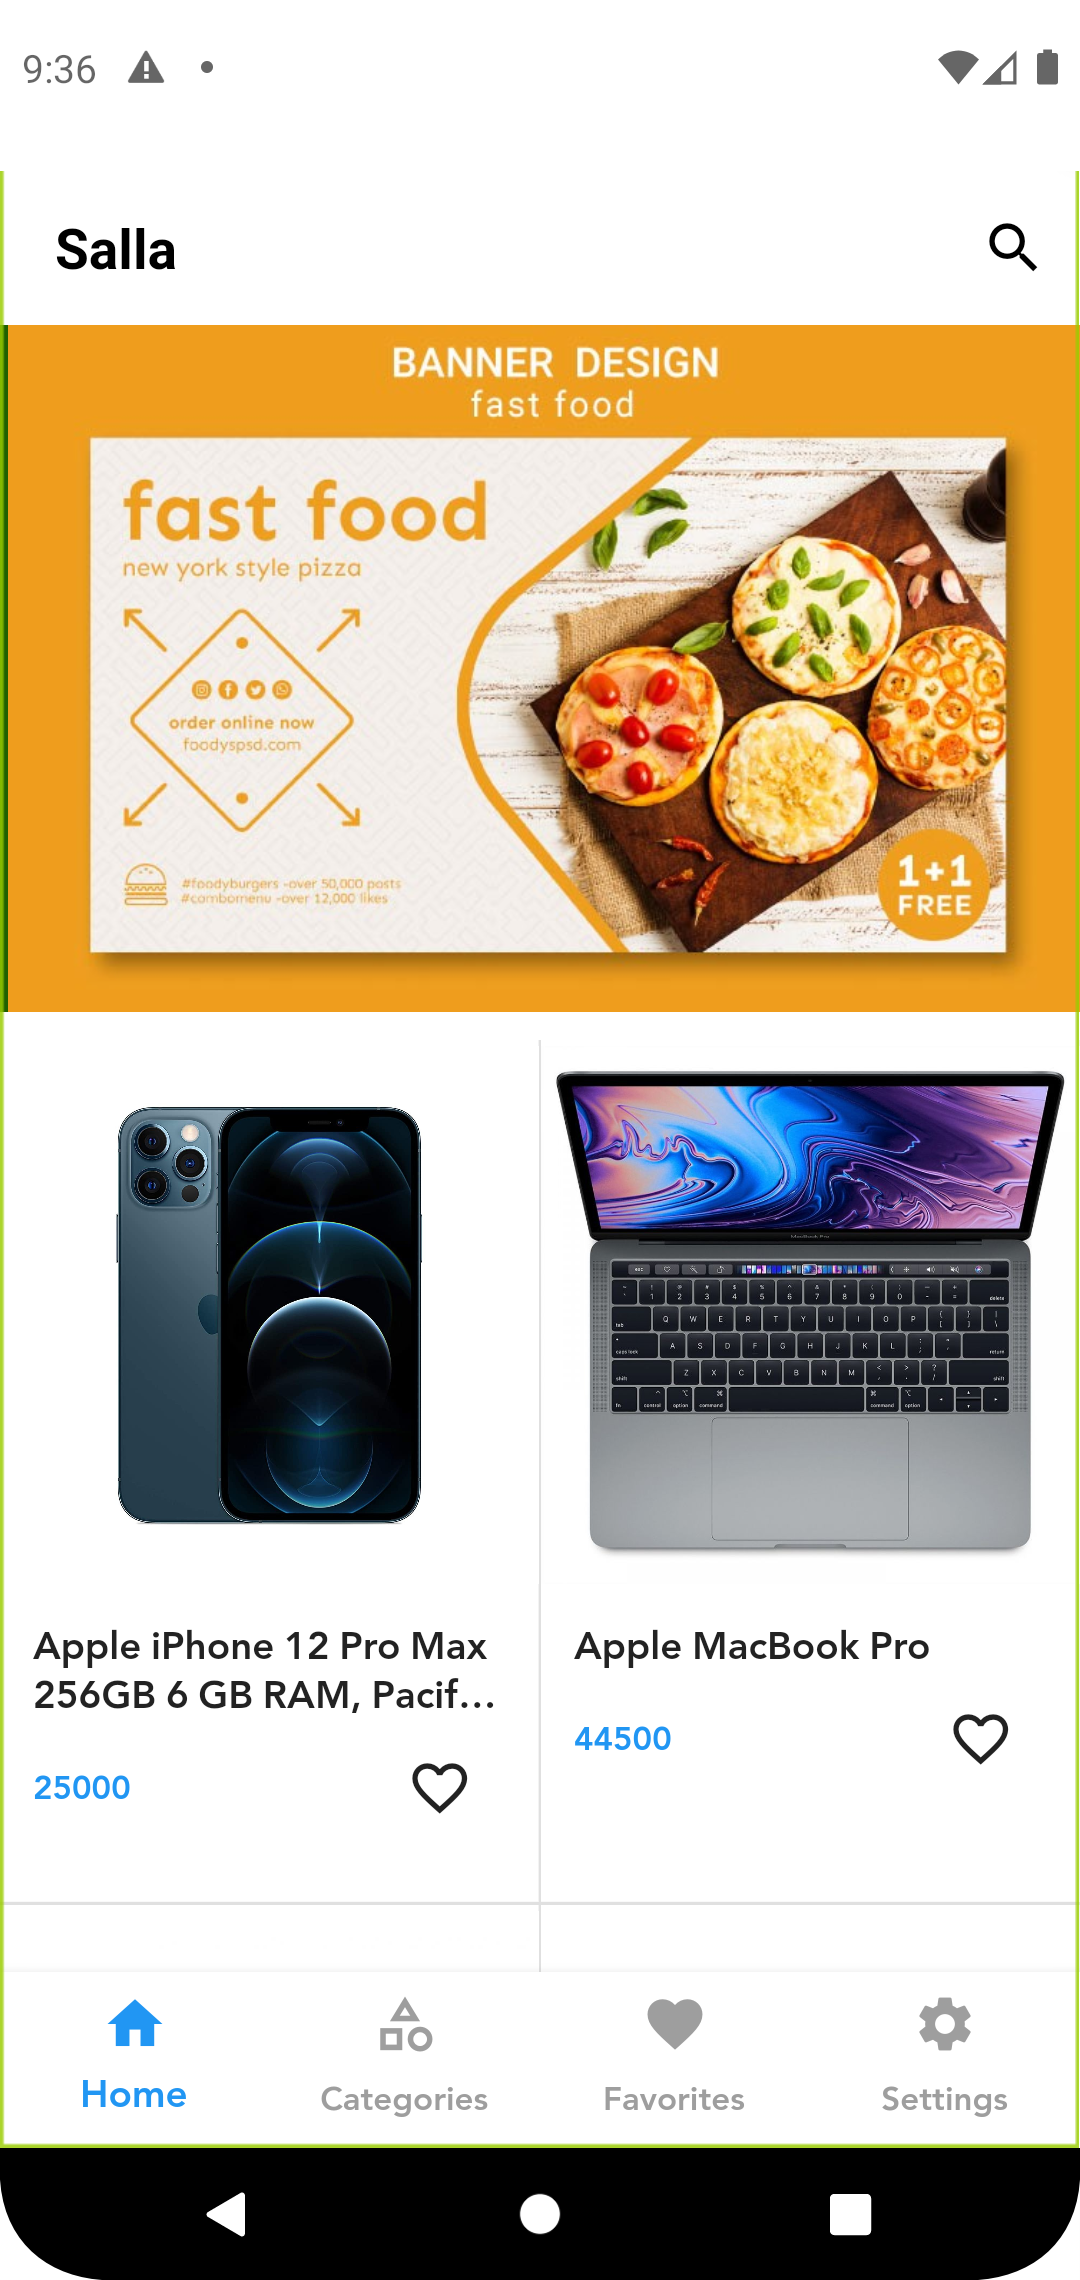 9:36
Salla
BANNER DESIGN
fast food
fast food
new york style pizza
order online now
foodyspsd.com
#foodyburgers -over 50,000 posts
#combomenu -over 12,000 likes
1+1
FREE
Apple iPhone 12 Pro Max
256GB 6 GB RAM, Pacif...
25000
MacBook Pro
Apple MacBook Pro
44500
Home
Categories
Favorites
Settings